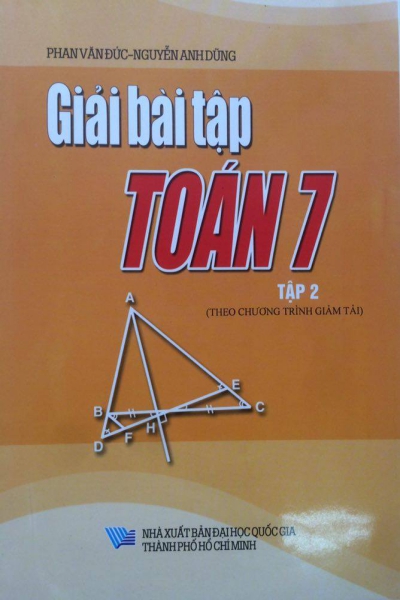 PHAN VĂN ĐỨC-NGUYỄN ANH DŨNG
Giải bài tập
TOÁN 7
TẬP 2
(THEO CHƯƠNG TRÌNH GIẢM TẢI)
A
E
B
C
H
F
D
NHÀ XUẤT BẢN ĐẠI HỌC QUỐC GIA
THÀNH PHỐ HỒ CHÍ MINH